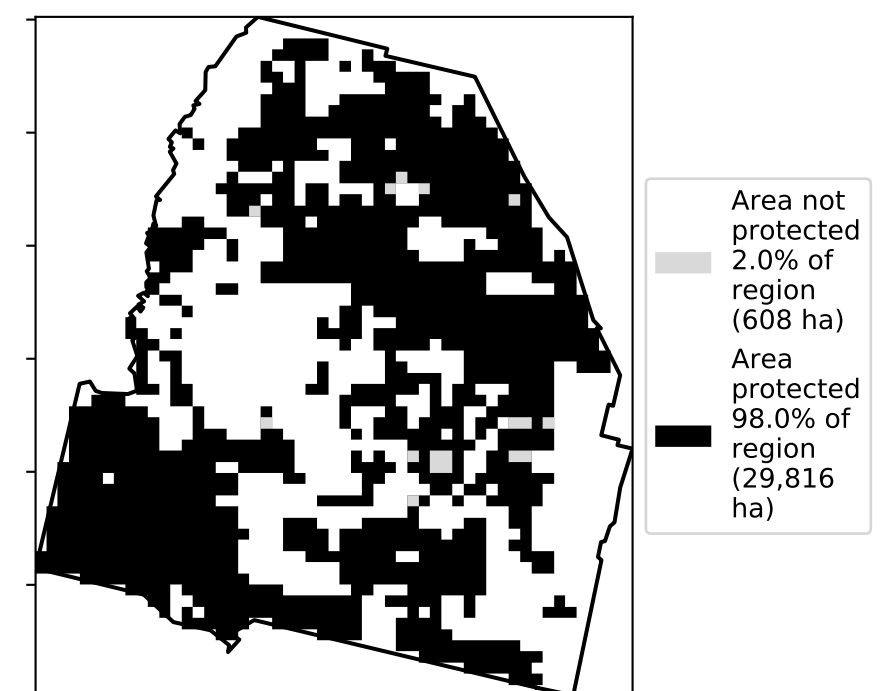 Area not
protected
2.0% of
region
(608 ha)
Area
protected
98.0% of
region
(29,816
ha)